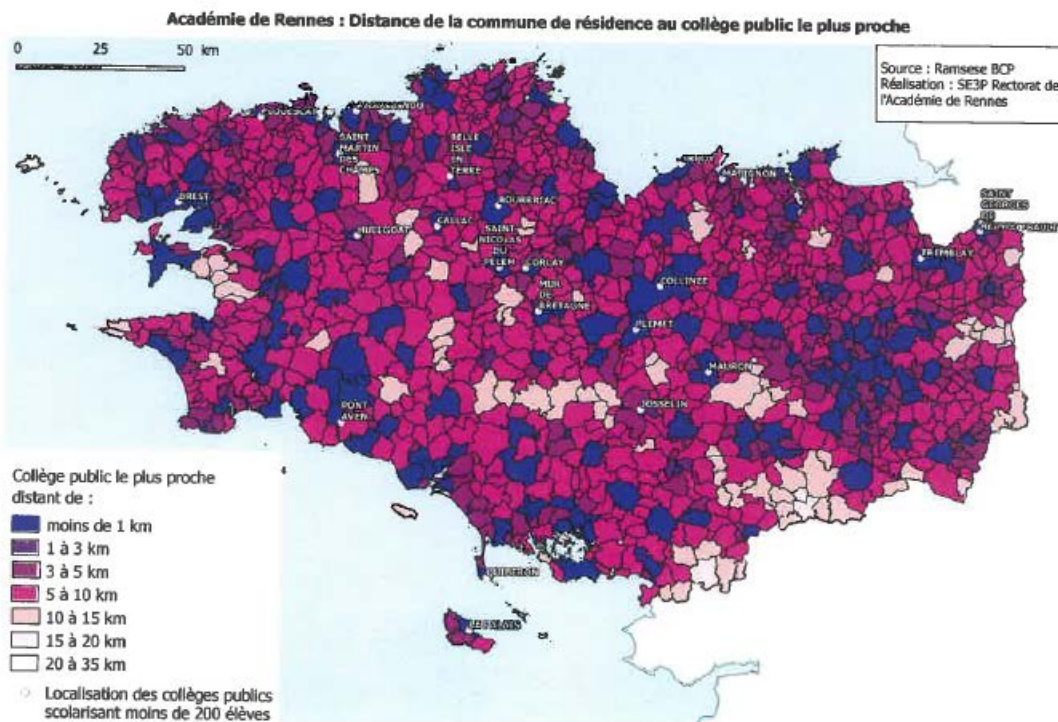 Académie de Rennes : Distance de la commune de résidence au collège public le plus proche
0 25 50 km
Source : Ramsese BCP
Réalisation : SE3P Rectorat de
l'Académie de Rennes
SAINT
MARTIN
DES
CHAMPS
BELLE
ISLE
EN
TERRE
MATIGNON
BREST
BOURBRIAC
SAINT
GEORGES
DE
HUELGOAT
CALLAC
SAINT
NICOLAS
DU
PELEM
CORLAY
TREMBLAY
MUR
DE
BRETAGNE
COLLINEE
PLEMET
MAURON
JOSSELIN
PONT
AVEN
QUIBERON
LE PALAIS
Collège public le plus proche
distant de :
moins de 1 km
1 à 3 km
3 à 5 km
5 à 10 km
10 à 15 km
15 à 20 km
20 à 35 km
Localisation des collèges publics
scolarisant moins de 200 élèves